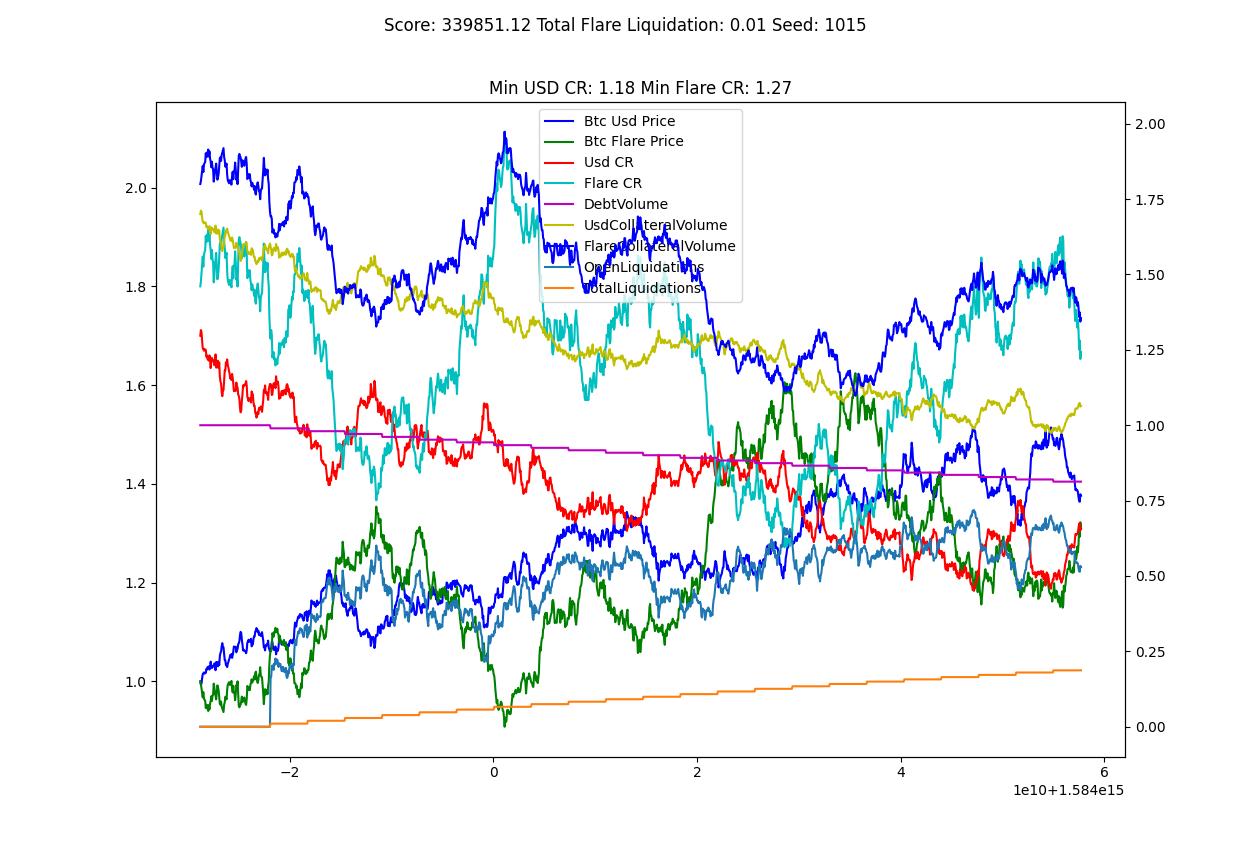 Score: 339851.12 Total Flare Liquidation: 0.01 Seed: 1015
Min USD CR: 1.18 Min Flare CR: 1.27
Btc Usd Price
Btc Flare Price
Usd CR
Flare CR
DebtVolume
UsdCollateralVolume
FlareCollateralVolume
OpenLiquidations
TotalLiquidations
2.0
1.8
1.6
1.4
1.2
1.0
2.00
1.75
1.50
1.25
1.00
0.75
0.50
0.25
0.00
−2 0 2 4 6
1e10+1.584e15